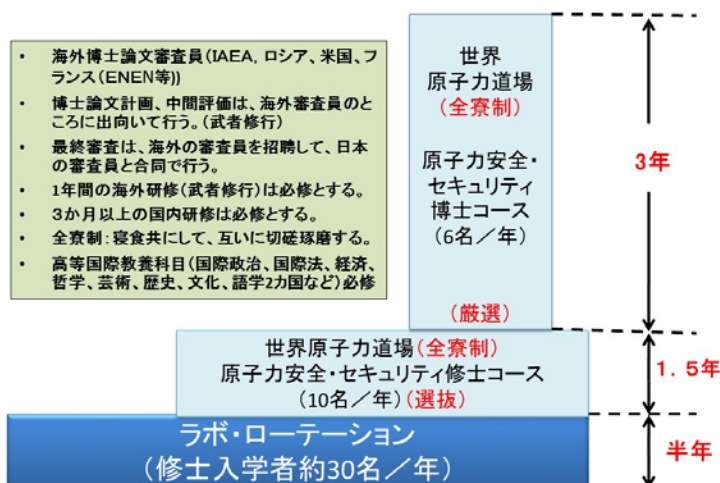 • 海外博士論文審査員(IAEA, ロシア、米国、フ
ランス(ENEN等))
• 博士論文計画、中間評価は、海外審査員のと
ころに出向いて行う。(武者修行)
• 最終審査は、海外の審査員を招聘して、日本
の審査員と合同で行う。
• 1年間の海外研修(武者修行)は必修とする。
• 3か月以上の国内研修は必修とする。
• 全寮制:寝食共にして、互いに切磋琢磨する。
• 高等国際教養科目(国際政治、国際法、経済、
哲学、芸術、歴史、文化、語学2カ国など)必修
世界
原子力道場
(全寮制)
原子力安全・
セキュリティ
博士コース
(6名/年)
(厳選)
3年
世界原子力道場(全寮制)
原子力安全・セキュリティ修士コース
(10名/年)(選抜)
1.5年
ラボ・ローテーション
(修士入学者約30名/年)
半年